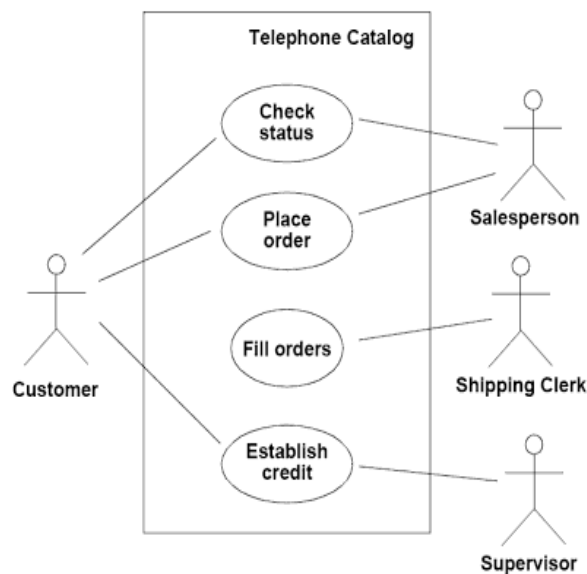 Telephone Catalog
Check
status
Salesperson
Place
order
Customer
Fill orders
Shipping Clerk
Establish
credit
Supervisor